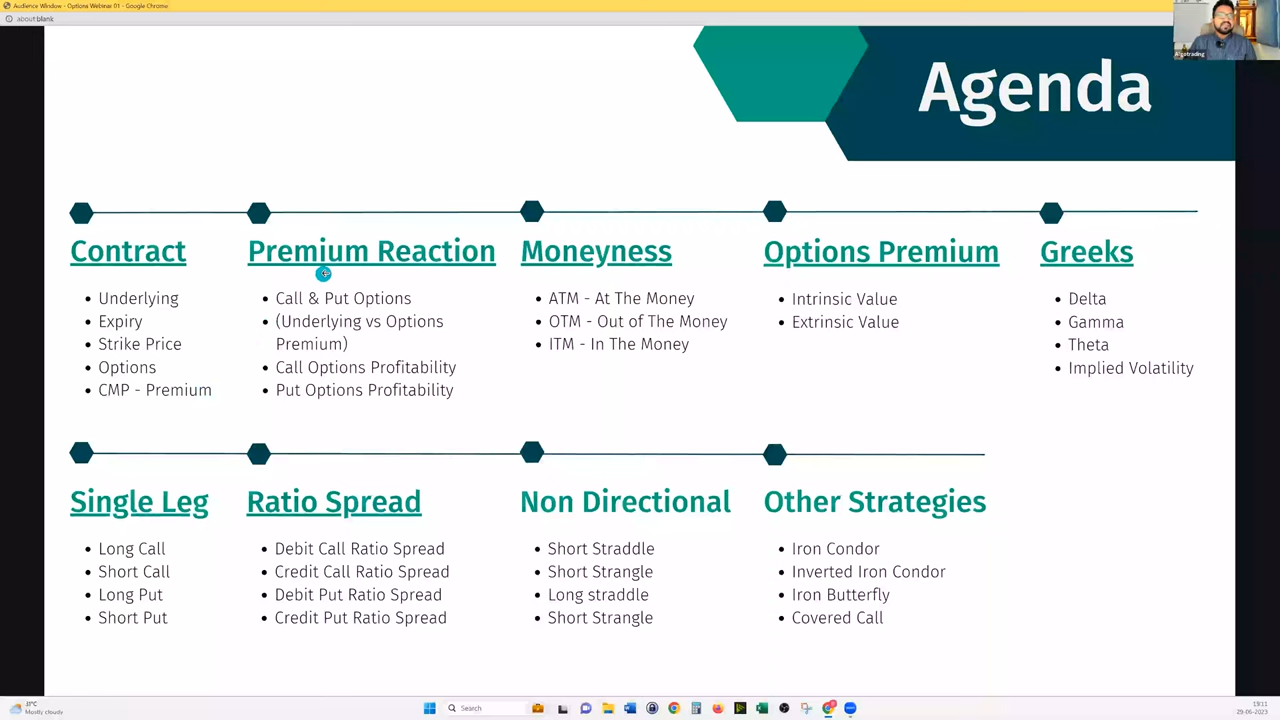 Audience Window - Options Webinar 01 - Google Chrome
about:blank
Algotrading
Agenda
Contract
Underlying
Expiry
Strike Price
Options
CMP - Premium
Premium Reaction
Call & Put Options
(Underlying vs Options
Premium)
Call Options Profitability
Put Options Profitability
Moneyness
ATM - At The Money
OTM - Out of The Money
ITM - In The Money
Options Premium
Intrinsic Value
Extrinsic Value
Greeks
Delta
Gamma
Theta
Implied Volatility
Single Leg
Long Call
Short Call
Long Put
Short Put
Ratio Spread
Debit Call Ratio Spread
Credit Call Ratio Spread
Debit Put Ratio Spread
Credit Put Ratio Spread
Non Directional
Short Straddle
Short Strangle
Long straddle
Short Strangle
Other Strategies
Iron Condor
Inverted Iron Condor
Iron Butterfly
Covered Call
31°C
Mostly cloudy
Search
19:11
29-06-2023